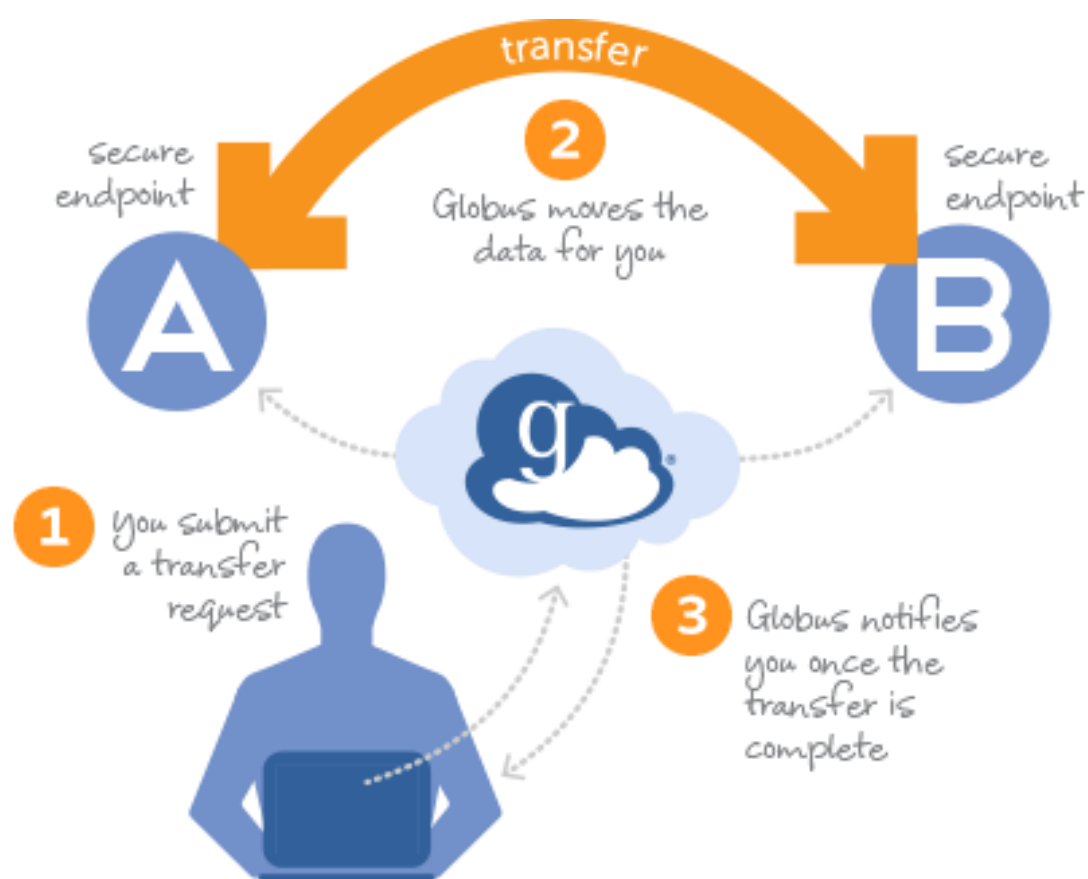 transfer
secure
endpoint
A
2
Globus moves the
data for you
secure
endpoint
B
g
®
1
You submit
a transfer
request
3
Globus notifies
you once the
transfer is
complete